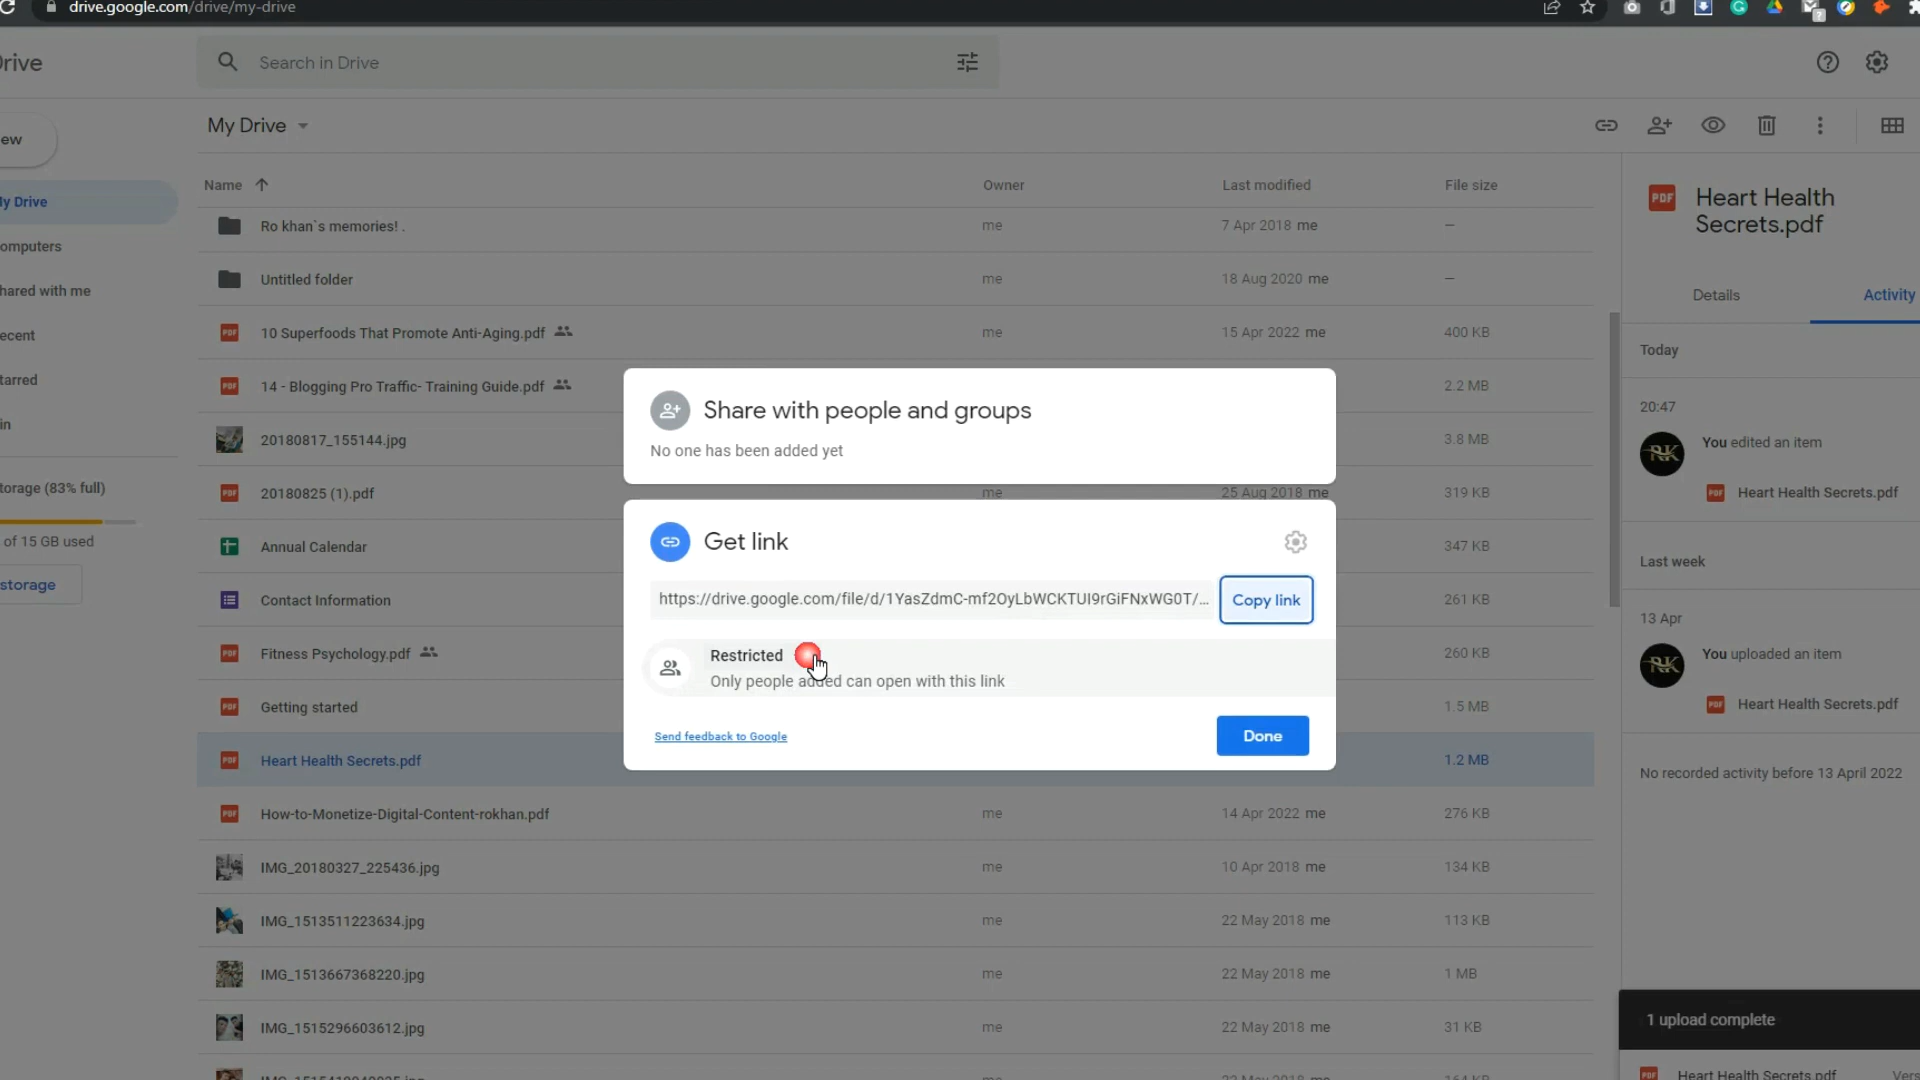 drive.google.com/drive/my-drive
rive
Search in Drive
ew
My Drive
Name
Owner
Last modified
File size
Ro khan`s memories! .
me
7 Apr 2018 me
–
Untitled folder
me
18 Aug 2020 me
–
10 Superfoods That Promote Anti-Aging.pdf
me
15 Apr 2022 me
400 KB
14 - Blogging Pro Traffic- Training Guide.pdf
2.2 MB
20180817_155144.jpg
3.8 MB
20180825 (1).pdf
me
25 Aug 2018 me
319 KB
Annual Calendar
347 KB
Contact Information
261 KB
Fitness Psychology.pdf
260 KB
Getting started
1.5 MB
Heart Health Secrets.pdf
1.2 MB
How-to-Monetize-Digital-Content-rokhan.pdf
me
14 Apr 2022 me
276 KB
IMG_20180327_225436.jpg
me
10 Apr 2018 me
134 KB
IMG_1513511223634.jpg
me
22 May 2018 me
113 KB
IMG_1513667368220.jpg
me
22 May 2018 me
1 MB
IMG_1515296603612.jpg
me
22 May 2018 me
31 KB
y Drive
omputers
hared with me
ecent
tarred
in
torage (83% full)
of 15 GB used
storage
Share with people and groups
No one has been added yet
Get link
https://drive.google.com/file/d/1YasZdmC-mf2OyLbWCKTUI9rGiFNxWG0T/...
Copy link
Restricted
Only people added can open with this link
Send feedback to Google
Done
PDF
Heart Health
Secrets.pdf
Details
Activity
Today
20:47
You edited an item
Heart Health Secrets.pdf
Last week
13 Apr
You uploaded an item
Heart Health Secrets.pdf
No recorded activity before 13 April 2022
1 upload complete
Heart Health Secrets.pdf